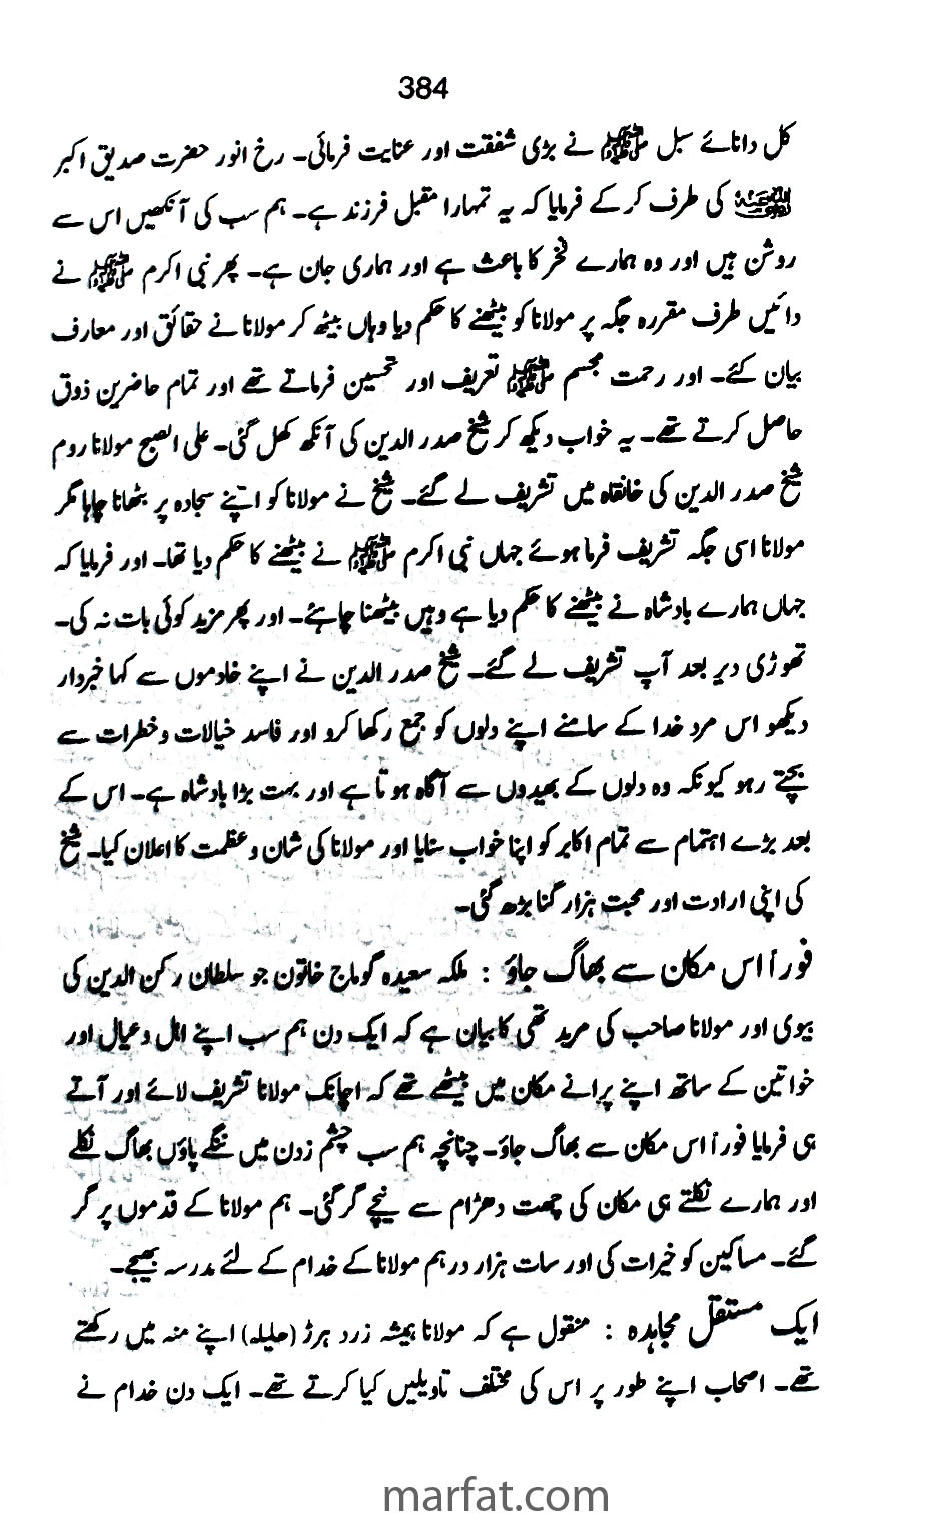 384
کل دانائے سبل ﷺ نے بڑی شفقت اور عنایت فرمائی۔ رخ انور حضرت صدیق اکبر
رضی اللہ عنہ کی طرف کر کے فرمایا کہ یہ تمہارا مقبل فرزند ہے۔ ہم سب کی آنکھیں اس سے
روشن ہیں اور وہ ہمارے فخر کا باعث ہے اور ہماری جان ہے۔ پھر نبی اکرم ﷺ نے
دائیں طرف مقررہ جگہ پر مولانا کو بیٹھنے کا حکم دیا وہاں بیٹھ کر مولانا نے حقائق اور معارف
بیان کئے۔ اور رحمت مجسم ﷺ تعریف اور تحسین فرماتے تھے اور تمام حاضرین ذوق
حاصل کرتے تھے۔ یہ خواب دیکھ کر شیخ صدر الدین کی آنکھ کھل گئی۔ علی الصبح مولانا روم
شیخ صدر الدین کی خانقاہ میں تشریف لے گئے۔ شیخ نے مولانا کو اپنے سجادہ پر بٹھانا چاہا مگر
مولانا اسی جگہ تشریف فرما ہوئے جہاں نبی اکرم ﷺ نے بیٹھنے کا حکم دیا تھا۔ اور فرمایا کہ
جہاں ہمارے بادشاہ نے بیٹھنے کا حکم دیا ہے وہیں بیٹھنا چاہئے۔ اور پھر مزید کوئی بات نہ کی۔
تھوڑی دیر بعد آپ تشریف لے گئے۔ شیخ صدر الدین نے اپنے خادموں سے کہا خبردار
دیکھو اس مرد خدا کے سامنے اپنے دلوں کو جمع رکھا کرو اور فاسد خیالات و خطرات سے
بچتے رہو کیونکہ وہ دلوں کے بھیدوں سے آگاہ ہوتا ہے اور بہت بڑا بادشاہ ہے۔ اس کے
بعد بڑے اہتمام سے تمام اکابر کو اپنا خواب سنایا اور مولانا کی شان و عظمت کا اعلان کیا۔ شیخ
کی اپنی ارادت اور محبت ہزار گنا بڑھ گئی۔
فوراً اس مکان سے بھاگ جاؤ : ملکہ سعیدہ گوماج خاتون جو سلطان رکن الدین کی
بیوی اور مولانا صاحب کی مرید تھی کا بیان ہے کہ ایک دن ہم سب اپنے اہل و عیال اور
خواتین کے ساتھ اپنے پرانے مکان میں بیٹھے تھے کہ اچانک مولانا تشریف لائے اور آتے
ہی فرمایا فوراً اس مکان سے بھاگ جاؤ۔ چنانچہ ہم سب چشم زدن میں ننگے پاؤں بھاگ نکلے
اور ہمارے نکلتے ہی مکان کی چھت دھڑام سے نیچے گر گئی۔ ہم مولانا کے قدموں پر گر
گئے۔ مساکین کو خیرات کی اور سات ہزار درہم مولانا کے خدام کے لئے مدرسہ بھیجے۔
ایک مستقل مجاہدہ : منقول ہے کہ مولانا ہمیشہ زرد ہرڑ (حلیلہ) اپنے منہ میں رکھتے
تھے۔ اصحاب اپنے طور پر اس کی مختلف تاویلیں کیا کرتے تھے۔ ایک دن خدام نے
marfat.com